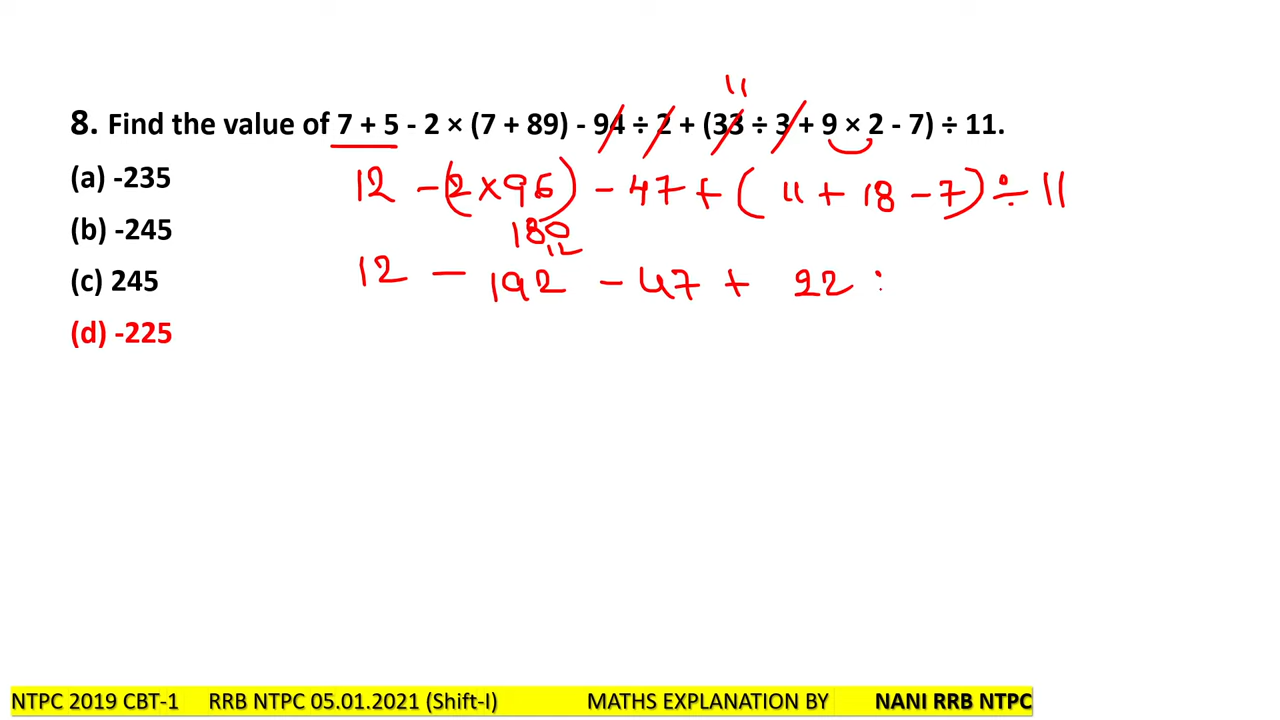 11
8. Find the value of 7 + 5 - 2 × (7 + 89) - 94 ÷ 2 + (33 ÷ 3 + 9 × 2 - 7) ÷ 11.
(a) -235
12 - (2 × 96) - 47 + ( 11 + 18 - 7) ÷ 11
(b) -245
180
12
(c) 245
12 - 192 - 47 + 22 :
(d) -225
NTPC 2019 CBT-1 RRB NTPC 05.01.2021 (Shift-I) MATHS EXPLANATION BY NANI RRB NTPC